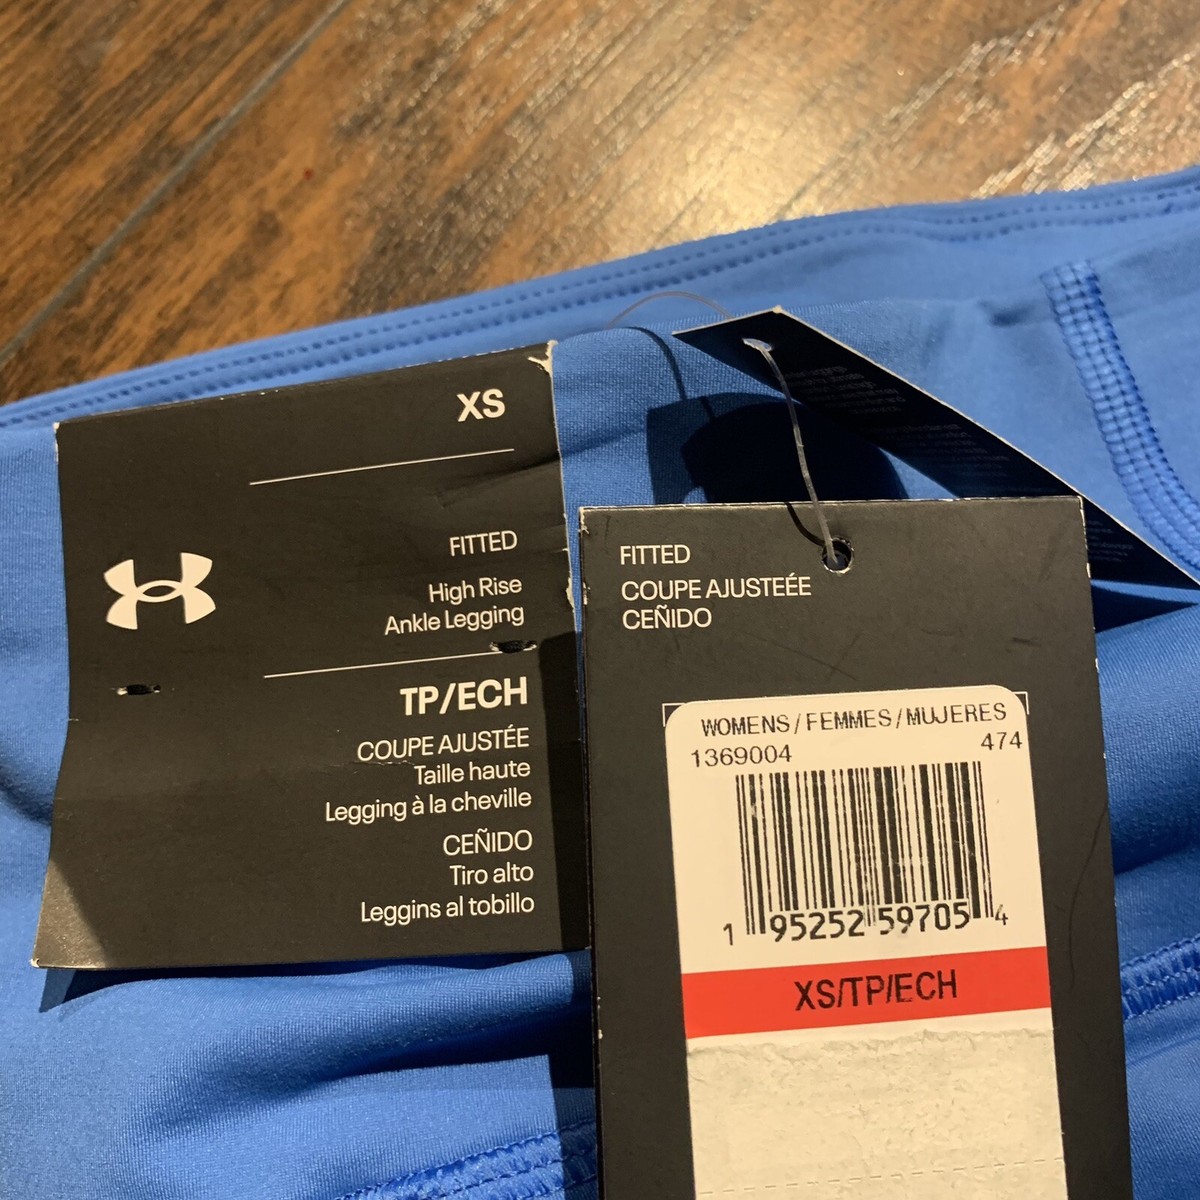 XS
FITTED
High Rise
Ankle Legging
TP/ECH
COUPE AJUSTÉE
Taille haute
Legging à la cheville
CEÑIDO
Tiro alto
Leggins al tobillo
FITTED
COUPE AJUSTEÉE
CEÑIDO
WOMENS/FEMMES/MUJERES
1369004 474
1 95252 59705 4
XS/TP/ECH